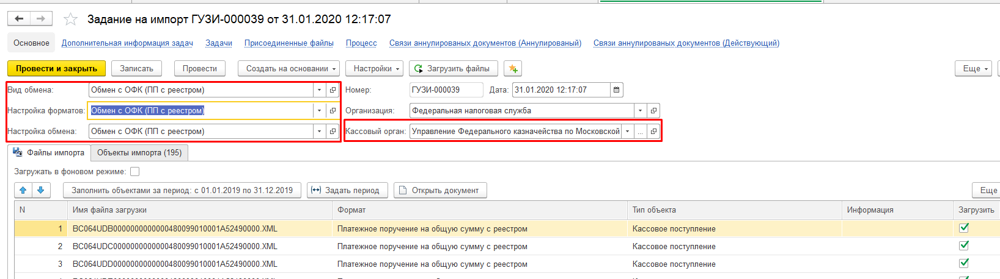 Задание на импорт ГУЗИ-000039 от 31.01.2020 12:17:07
Основное Дополнительная информация задач Задачи Присоединенные файлы Процесс Связи аннулированых документов (Аннулированый) Связи аннулированых документов (Действующий)
Провести и закрыть Записать Провести Создать на основании Настройки Загрузить файлы Еще
Вид обмена: Обмен с ОФК (ПП с реестром) Номер: ГУЗИ-000039 Дата: 31.01.2020 12:17:07
Настройка форматов: Обмен с ОФК (ПП с реестром) Организация: Федеральная налоговая служба
Настройка обмена: Обмен с ОФК (ПП с реестром) Кассовый орган: Управление Федерального казначейства по Московской ...
Файлы импорта Объекты импорта (195)
Загружать в фоновом режиме:
Заполнить объектами за период: с 01.01.2019 по 31.12.2019 Задать период Открыть документ Еще
N Имя файла загрузки Формат Тип объекта Информация Загрузить
1 BC064UDB0000000000000480099010001A52490000.XML Платежное поручение на общую сумму с реестром Кассовое поступление
2 BC064UDC0000000000000480099010001A52490000.XML Платежное поручение на общую сумму с реестром Кассовое поступление
3 BC064UDD0000000000000480099010001A52490000.XML Платежное поручение на общую сумму с реестром Кассовое поступление